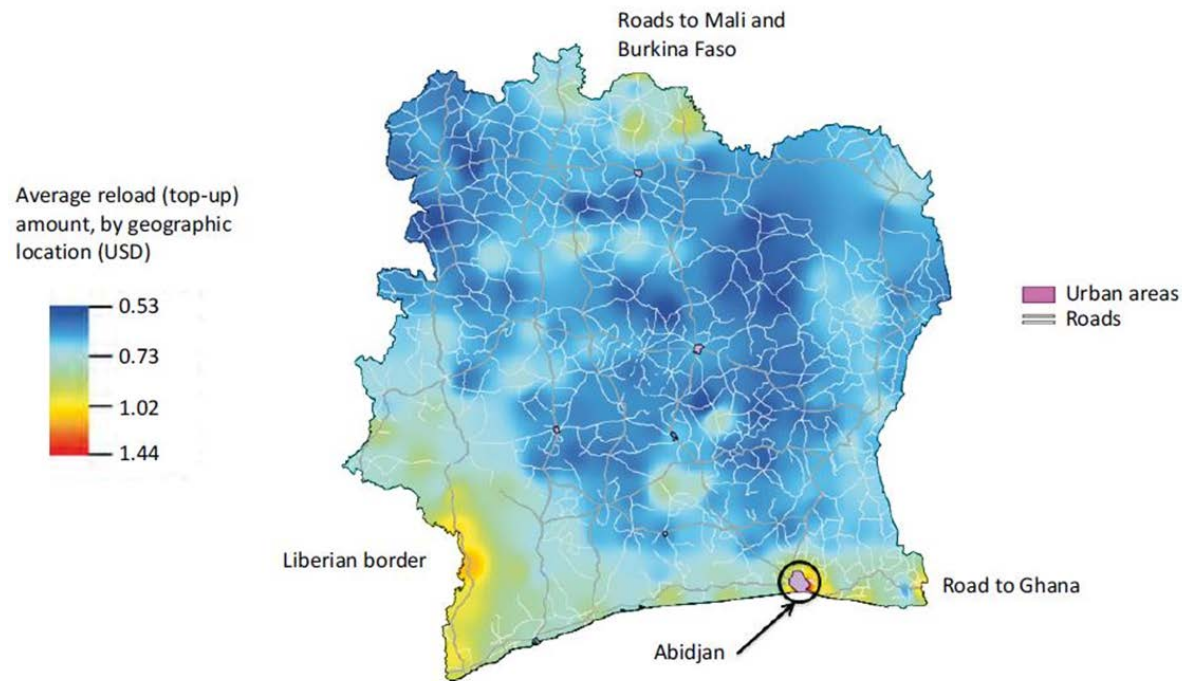 Roads to Mali and
Burkina Faso
Average reload (top-up)
amount, by geographic
location (USD)
0.53
0.73
1.02
1.44
Urban areas
Roads
Liberian border
Road to Ghana
Abidjan